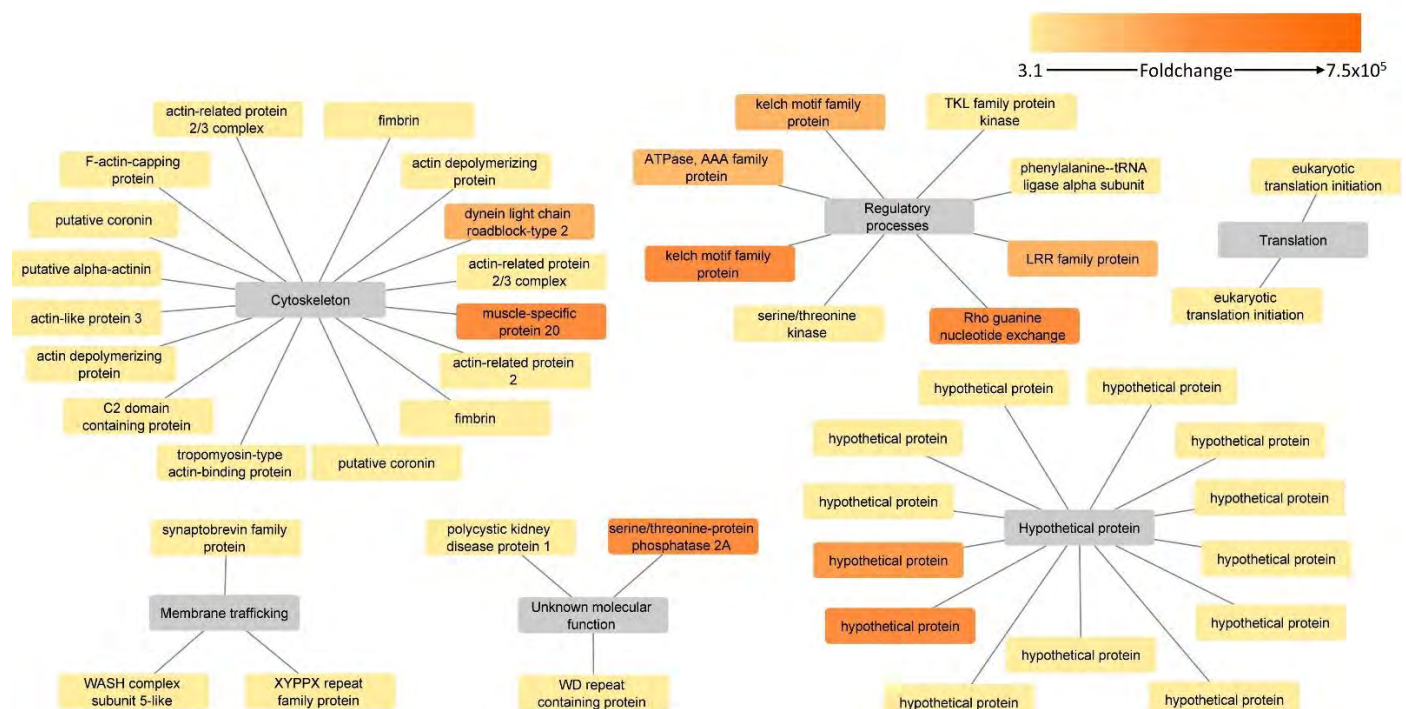 3.1 Foldchange 7.5x10⁵
actin-related protein
2/3 complex
fimbrin
F-actin-capping
protein
actin depolymerizing
protein
putative coronin
dynein light chain
roadblock-type 2
putative alpha-actinin
actin-related protein
2/3 complex
Cytoskeleton
actin-like protein 3
muscle-specific
protein 20
actin depolymerizing
protein
actin-related protein
2
C2 domain
containing protein
fimbrin
tropomyosin-type
actin-binding protein
putative coronin
kelch motif family
protein
TKL family protein
kinase
ATPase, AAA family
protein
phenylalanine--tRNA
ligase alpha subunit
Regulatory
processes
kelch motif family
protein
LRR family protein
serine/threonine
kinase
Rho guanine
nucleotide exchange
eukaryotic
translation initiation
Translation
eukaryotic
translation initiation
synaptobrevin family
protein
Membrane trafficking
WASH complex
subunit 5-like
XYPPX repeat
family protein
polycystic kidney
disease protein 1
serine/threonine-protein
phosphatase 2A
Unknown molecular
function
WD repeat
containing protein
hypothetical protein
hypothetical protein
hypothetical protein
hypothetical protein
hypothetical protein
hypothetical protein
Hypothetical protein
hypothetical protein
hypothetical protein
hypothetical protein
hypothetical protein
hypothetical protein
hypothetical protein
hypothetical protein